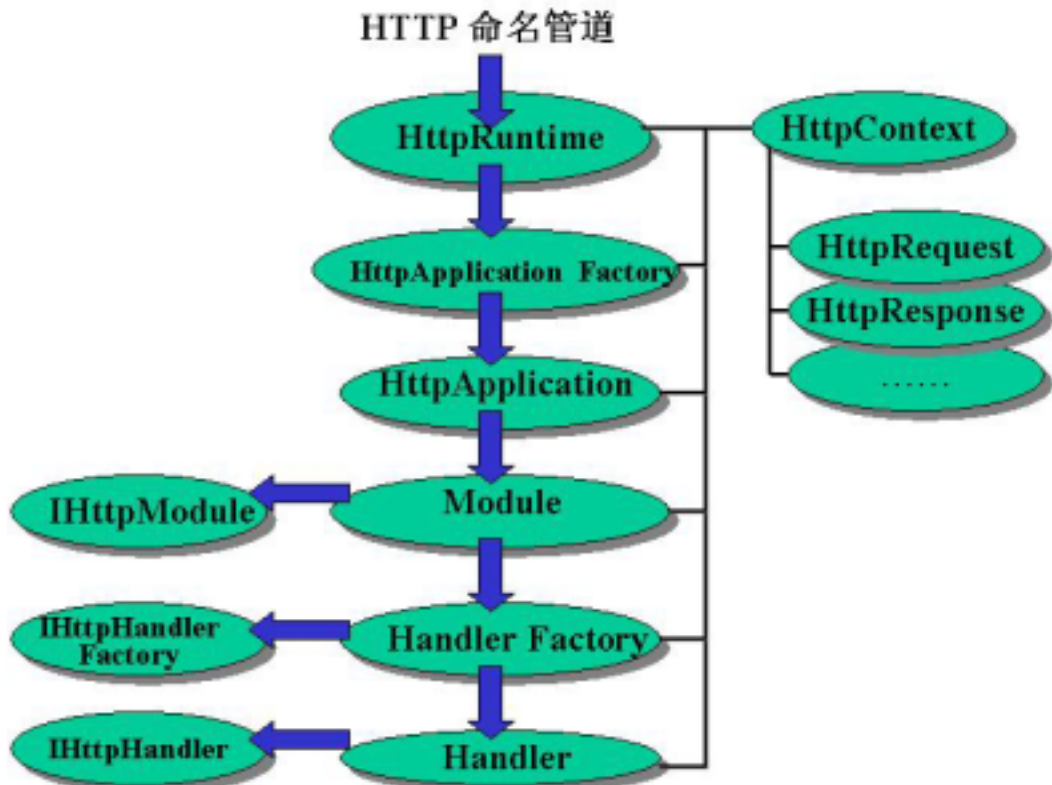 HTTP 命名管道
HttpRuntime
HttpContext
HttpRequest
HttpApplication Factory
HttpResponse
HttpApplication
......
IHttpModule
Module
IHttpHandler
Factory
Handler Factory
IHttpHandler
Handler